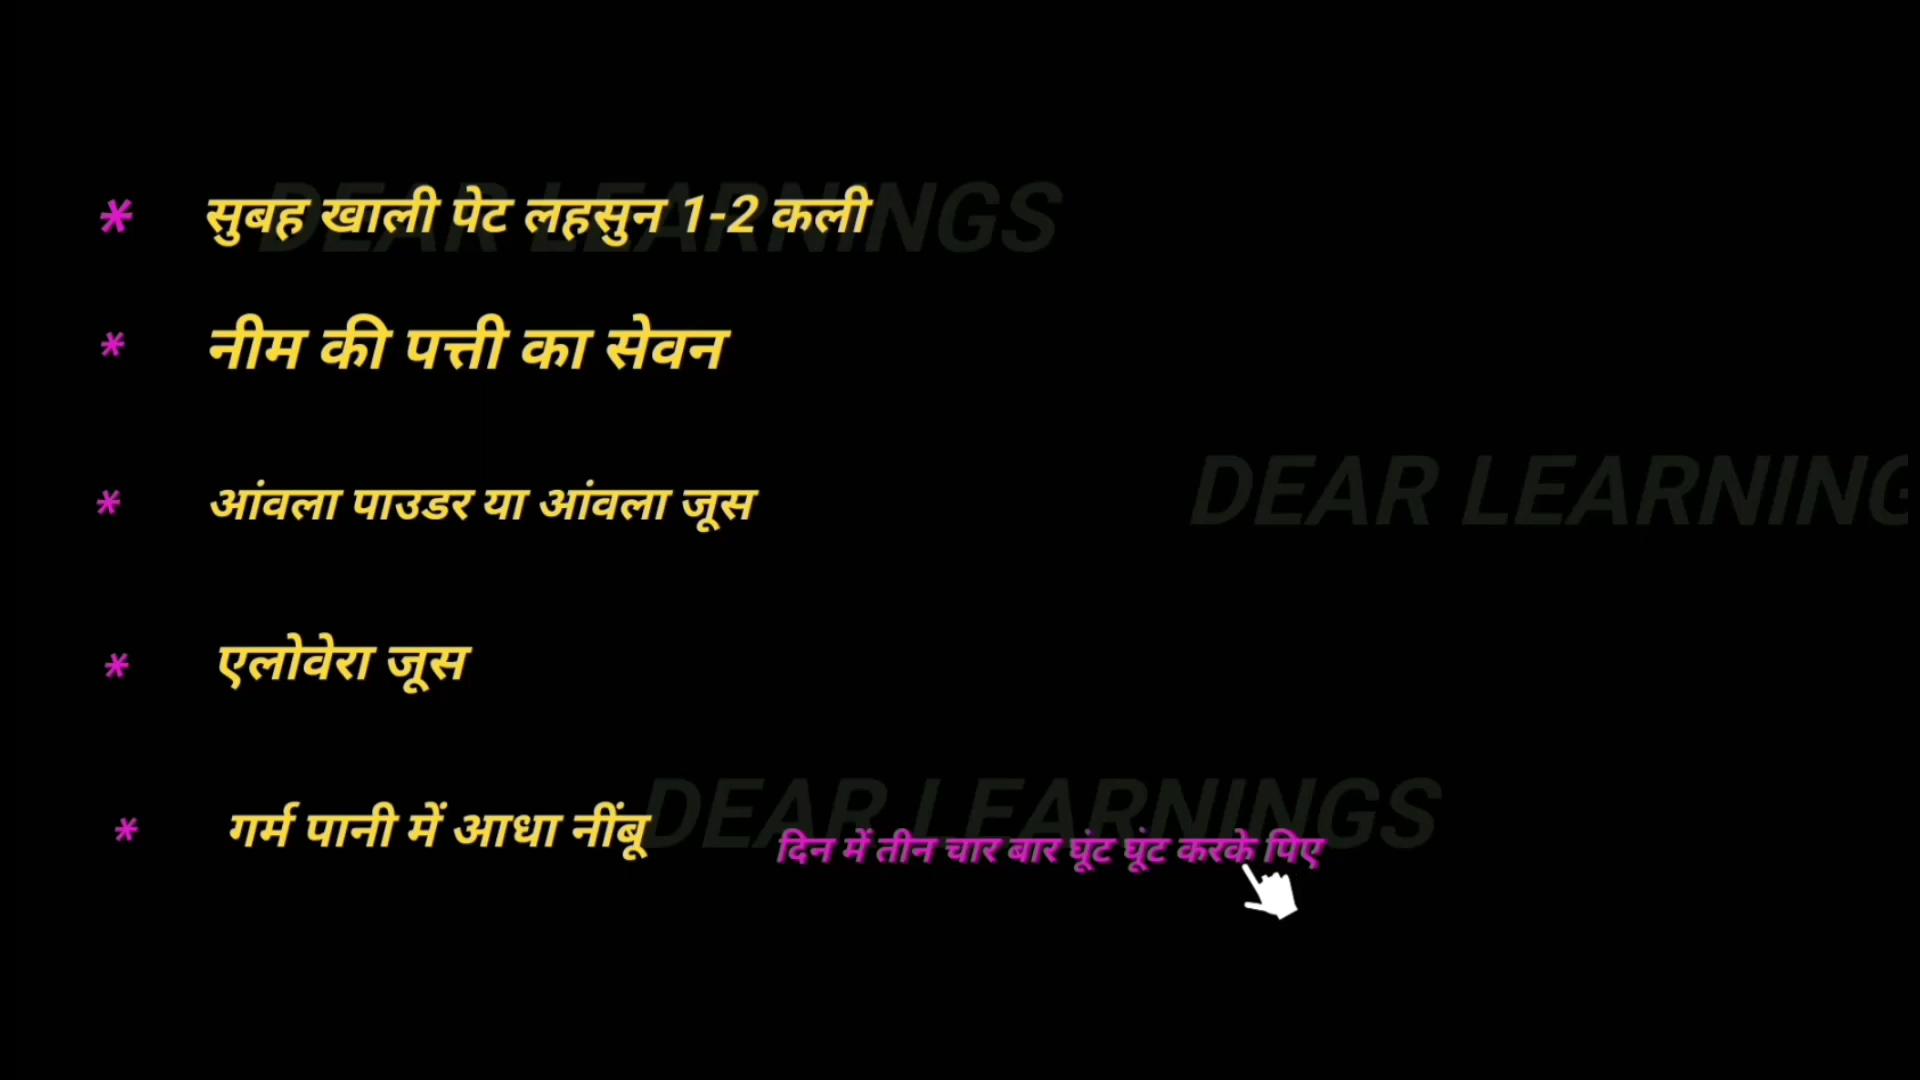 * सुबह खाली पेट लहसुन 1-2 कली
DEAR LEARNINGS
* नीम की पत्ती का सेवन
* आंवला पाउडर या आंवला जूस
DEAR LEARNING
* एलोवेरा जूस
* गर्म पानी में आधा नींबू
DEAR LEARNINGS
दिन में तीन चार बार घूंट घूंट करके पिए